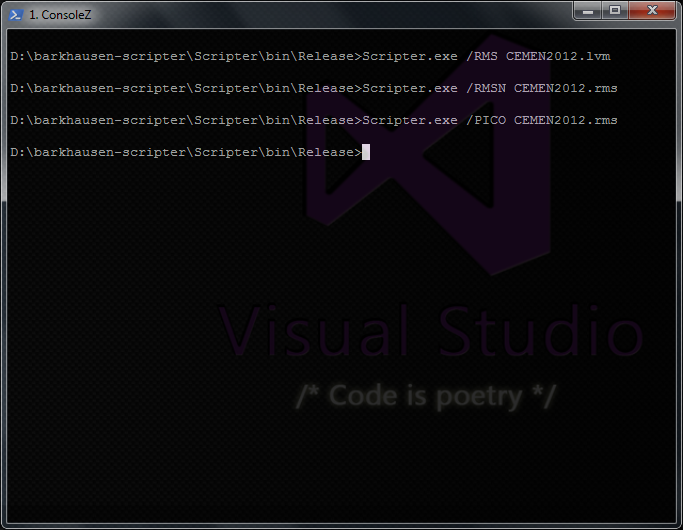 1. ConsoleZ
D:\barkhausen-scripter\Scripter\bin\Release>Scripter.exe /RMS CEMEN2012.lvm
D:\barkhausen-scripter\Scripter\bin\Release>Scripter.exe /RMSN CEMEN2012.rms
D:\barkhausen-scripter\Scripter\bin\Release>Scripter.exe /PICO CEMEN2012.rms
D:\barkhausen-scripter\Scripter\bin\Release>
Visual Studio
/* Code is poetry */